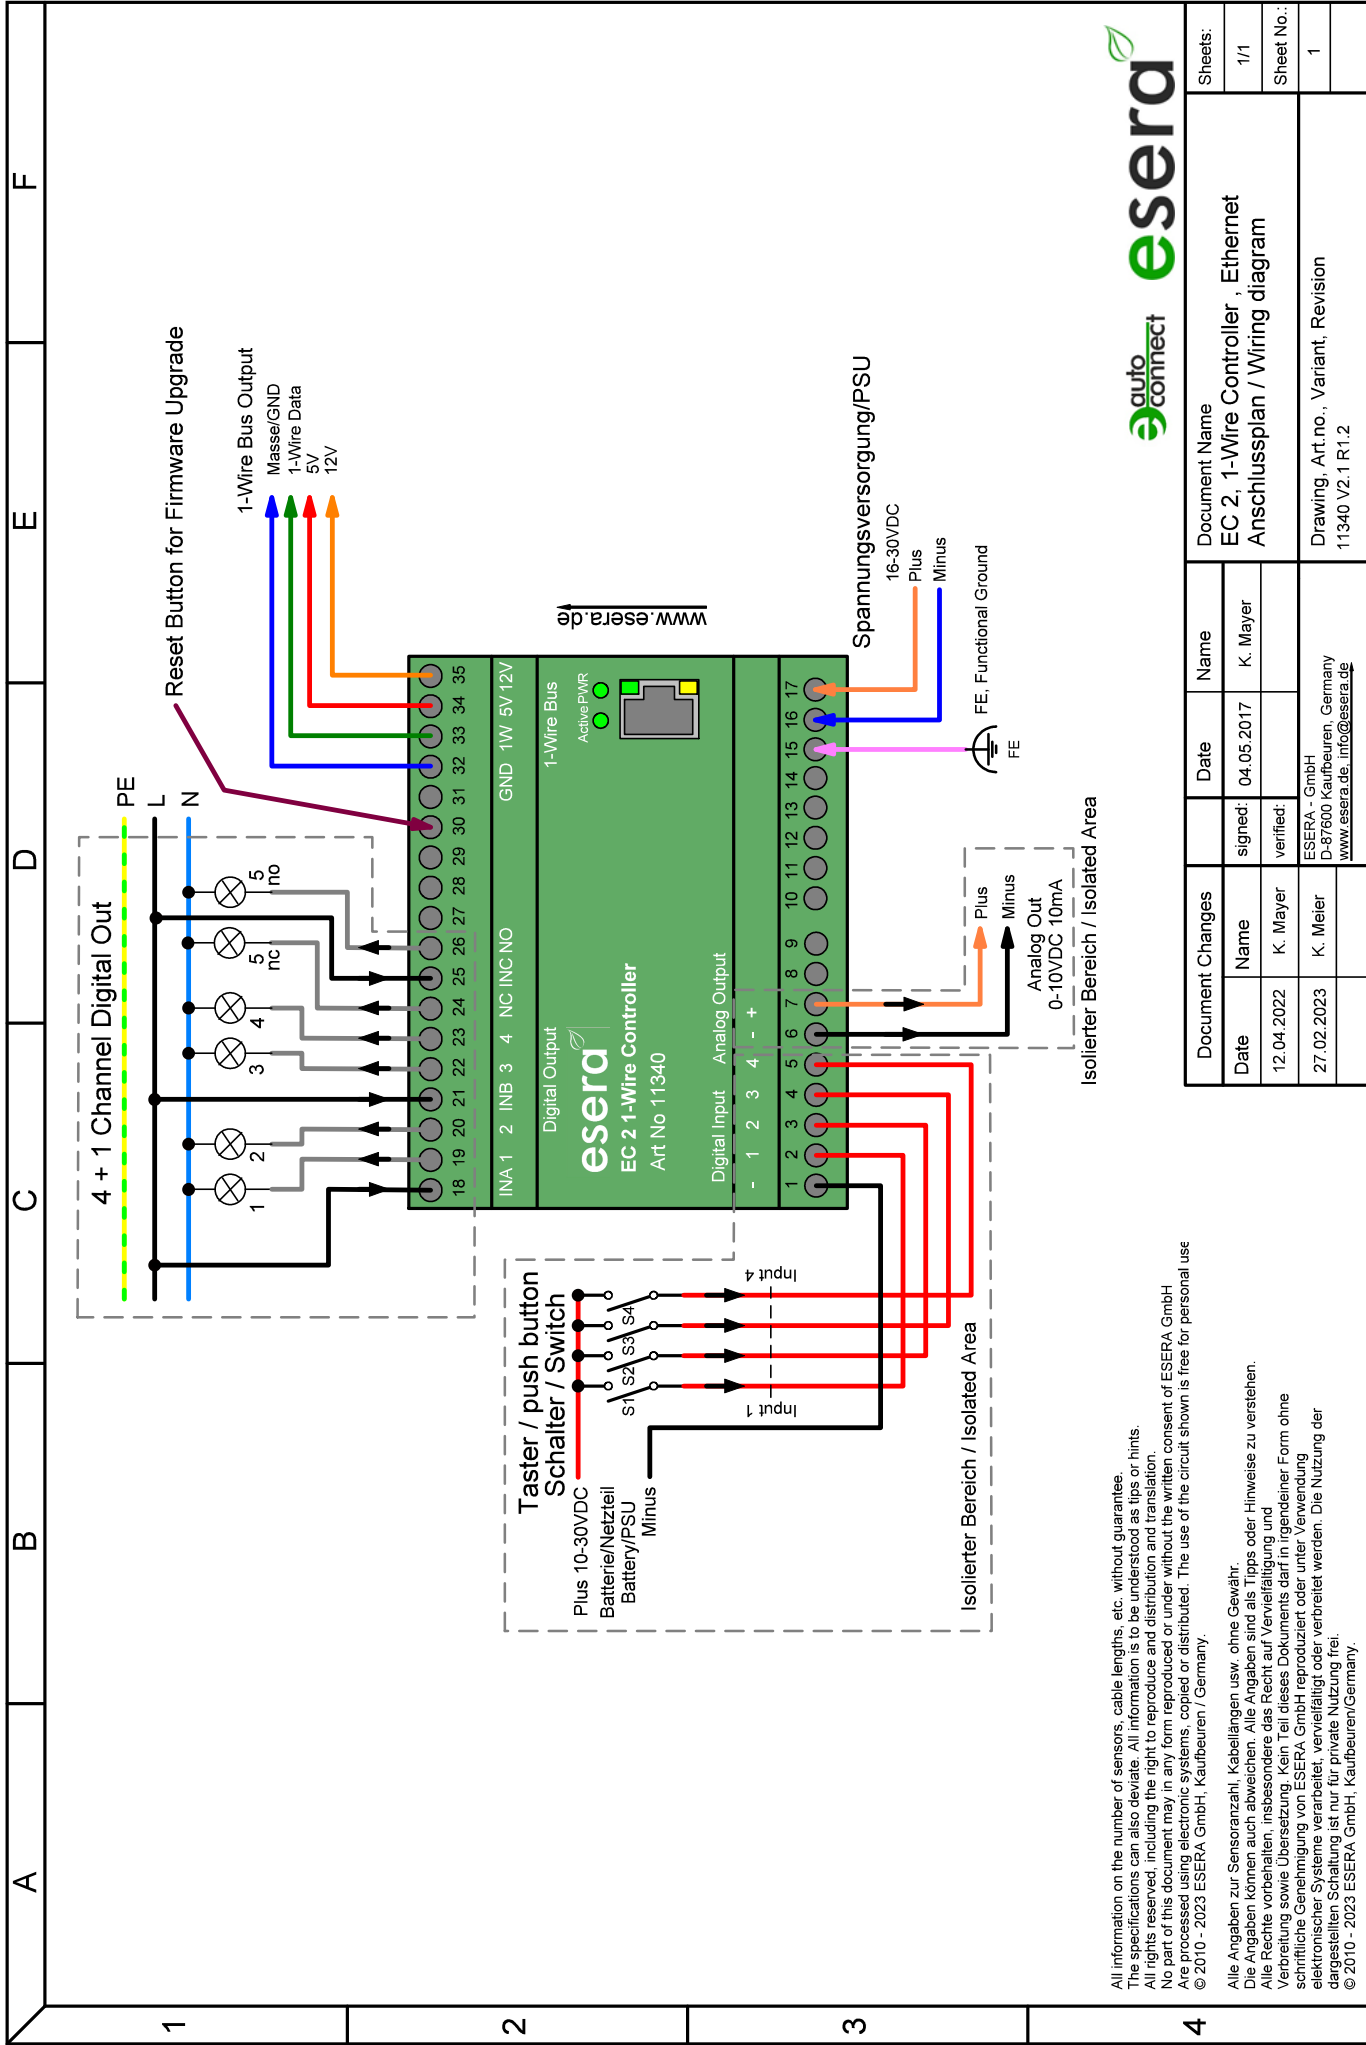 A
B
C
D
E
F
1
2
3
4
4 + 1 Channel Digital Out
PE
L
N
1
2
3
4
5
nc
5
no
Reset Button for Firmware Upgrade
1-Wire Bus Output
Masse/GND
1-Wire Data
5V
12V
18 19 20 21 22 23 24 25 26 27 28 29 30 31 32 33 34 35
INA 1 2 INB 3 4 NC INC NO GND 1W 5V 12V
Digital Output
1-Wire Bus
Active PWR
esera
EC 2 1-Wire Controller
Art No 11340
www.esera.de
Digital Input
Analog Output
- 1 2 3 4 - +
1 2 3 4 5 6 7 8 9 10 11 12 13 14 15 16 17
Taster / push button
Schalter / Switch
Plus 10-30VDC
Batterie/Netzteil
Battery/PSU
Minus
S1 S2 S3 S4
Input 1
Input 4
Isolierter Bereich / Isolated Area
Plus
Minus
Analog Out
0-10VDC 10mA
Isolierter Bereich / Isolated Area
Spannungsversorgung/PSU
16-30VDC
Plus
Minus
FE, Functional Ground
FE
auto
connect
esera
All information on the number of sensors, cable lengths, etc. without guarantee.
The specifications can also deviate. All information is to be understood as tips or hints.
All rights reserved, including the right to reproduce and distribution and translation.
No part of this document may in any form reproduced or under without the written consent of ESERA GmbH
Are processed using electronic systems, copied or distributed. The use of the circuit shown is free for personal use
© 2010 - 2023 ESERA GmbH, Kaufbeuren / Germany.
Alle Angaben zur Sensoranzahl, Kabellängen usw. ohne Gewähr.
Die Angaben können auch abweichen. Alle Angaben sind als Tipps oder Hinweise zu verstehen.
Alle Rechte vorbehalten, insbesondere das Recht auf Vervielfältigung und
Verbreitung sowie Übersetzung. Kein Teil dieses Dokuments darf in irgendeiner Form ohne
schriftliche Genehmigung von ESERA GmbH reproduziert oder unter Verwendung
elektronischer Systeme verarbeitet, vervielfältigt oder verbreitet werden. Die Nutzung der
dargestellten Schaltung ist nur für private Nutzung frei.
© 2010 - 2023 ESERA GmbH, Kaufbeuren/Germany.
Document Changes
Date
Name
12.04.2022
K. Mayer
27.02.2023
K. Meier
Date
Name
signed:
04.05.2017
K. Mayer
verified:
ESERA - GmbH
D-87600 Kaufbeuren, Germany
www.esera.de, info@esera.de
Document Name
EC 2, 1-Wire Controller , Ethernet
Anschlussplan / Wiring diagram
Drawing, Art.no., Variant, Revision
11340 V2.1 R1.2
Sheets:
1/1
Sheet No.:
1